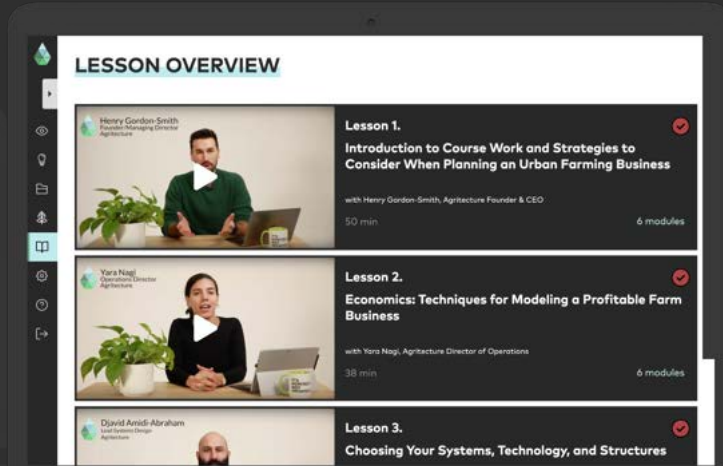 LESSON OVERVIEW
Henry Gordon-Smith
Founder/Managing Director
Agritecture
Lesson 1.
Introduction to Course Work and Strategies to
Consider When Planning an Urban Farming Business
with Henry Gordon-Smith, Agritecture Founder & CEO
50 min
6 modules
Yara Nagi
Operations Director
Agritecture
Lesson 2.
Economics: Techniques for Modeling a Profitable Farm
Business
with Yara Nagi, Agritecture Director of Operations
38 min
6 modules
Djavid Amidi-Abraham
Lead Systems Design
Agritecture
Lesson 3.
Choosing Your Systems, Technology, and Structures